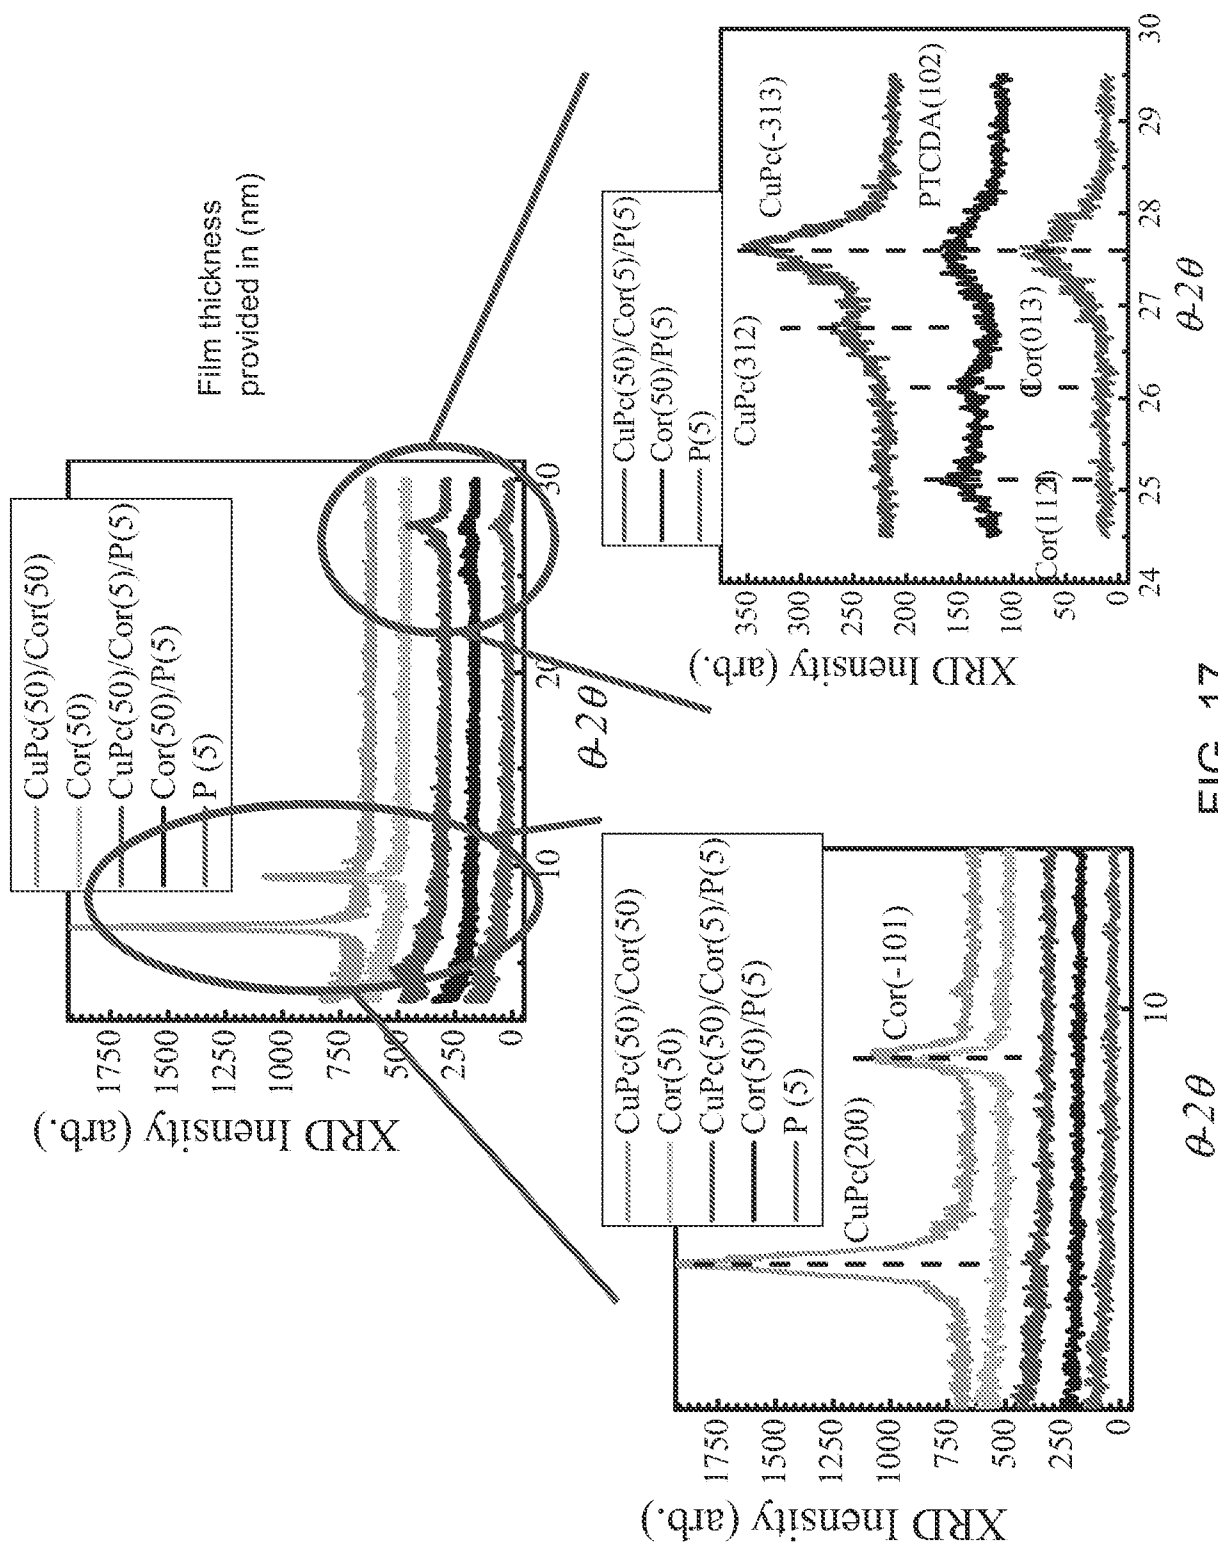 XRD Inensity (arb.)
1750
1500
1250
1000
750
500
250
0
10
20
30
θ-2θ
CuPc(50)/Cor(50)
Cor(50)
CuPc(50)/Cor(5)/P(5)
Cor(50)/P(5)
P (5)
Film thickness
provided in (nm)
XRD Inensity (arb.)
1750
1500
1250
1000
750
500
250
0
10
θ-2θ
CuPc(50)/Cor(50)
Cor(50)
CuPc(50)/Cor(5)/P(5)
Cor(50)/P(5)
P (5)
CuPc(200)
Cor(-101)
XRD Inensity (arb.)
350
300
250
200
150
100
50
0
24
25
26
27
28
29
30
θ-2θ
CuPc(50)/Cor(5)/P(5)
Cor(50)/P(5)
P(5)
CuPc(312)
CuPc(-313)
PTCDA(102)
Cor(112)
Cor(013)
FIG. 17